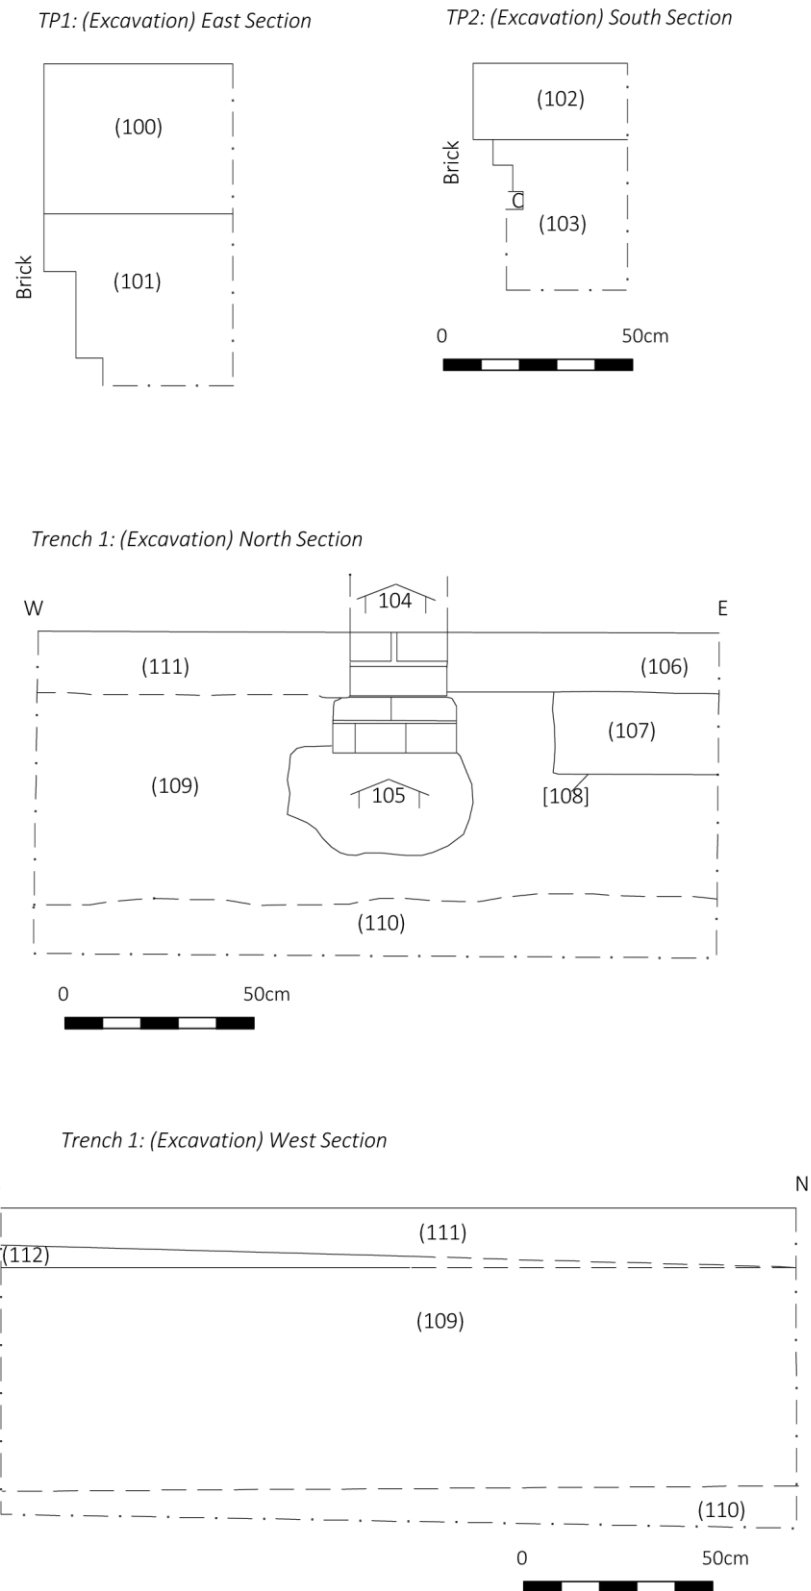 TP1: (Excavation) East Section
TP2: (Excavation) South Section
(100)
(102)
Brick
(103)
Brick
(101)
0 50cm
Trench 1: (Excavation) North Section
W
104
E
(111)
(106)
(107)
(109)
105
[108]
(110)
0 50cm
Trench 1: (Excavation) West Section
N
(111)
(112)
(109)
(110)
0 50cm